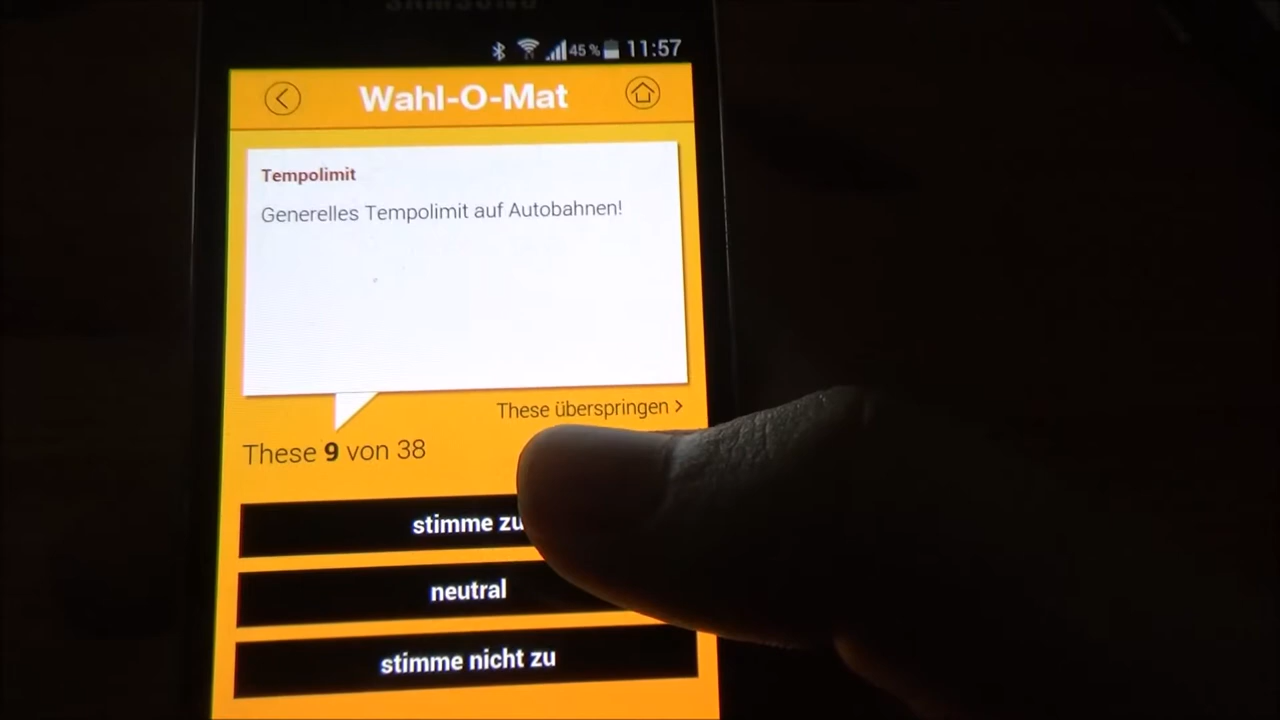 SAMSUNG
45 % 11:57
Wahl-O-Mat
Tempolimit
Generelles Tempolimit auf Autobahnen!
These überspringen >
These 9 von 38
stimme zu
neutral
stimme nicht zu